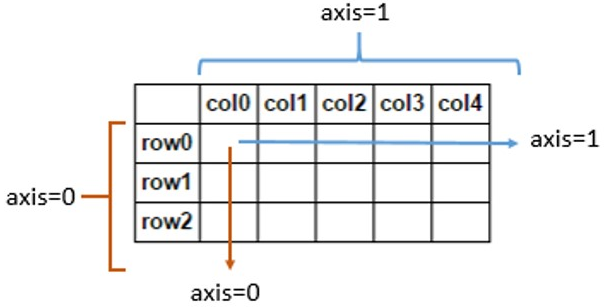 axis=1
col0 col1 col2 col3 col4
row0
axis=1
row1
axis=0
row2
axis=0